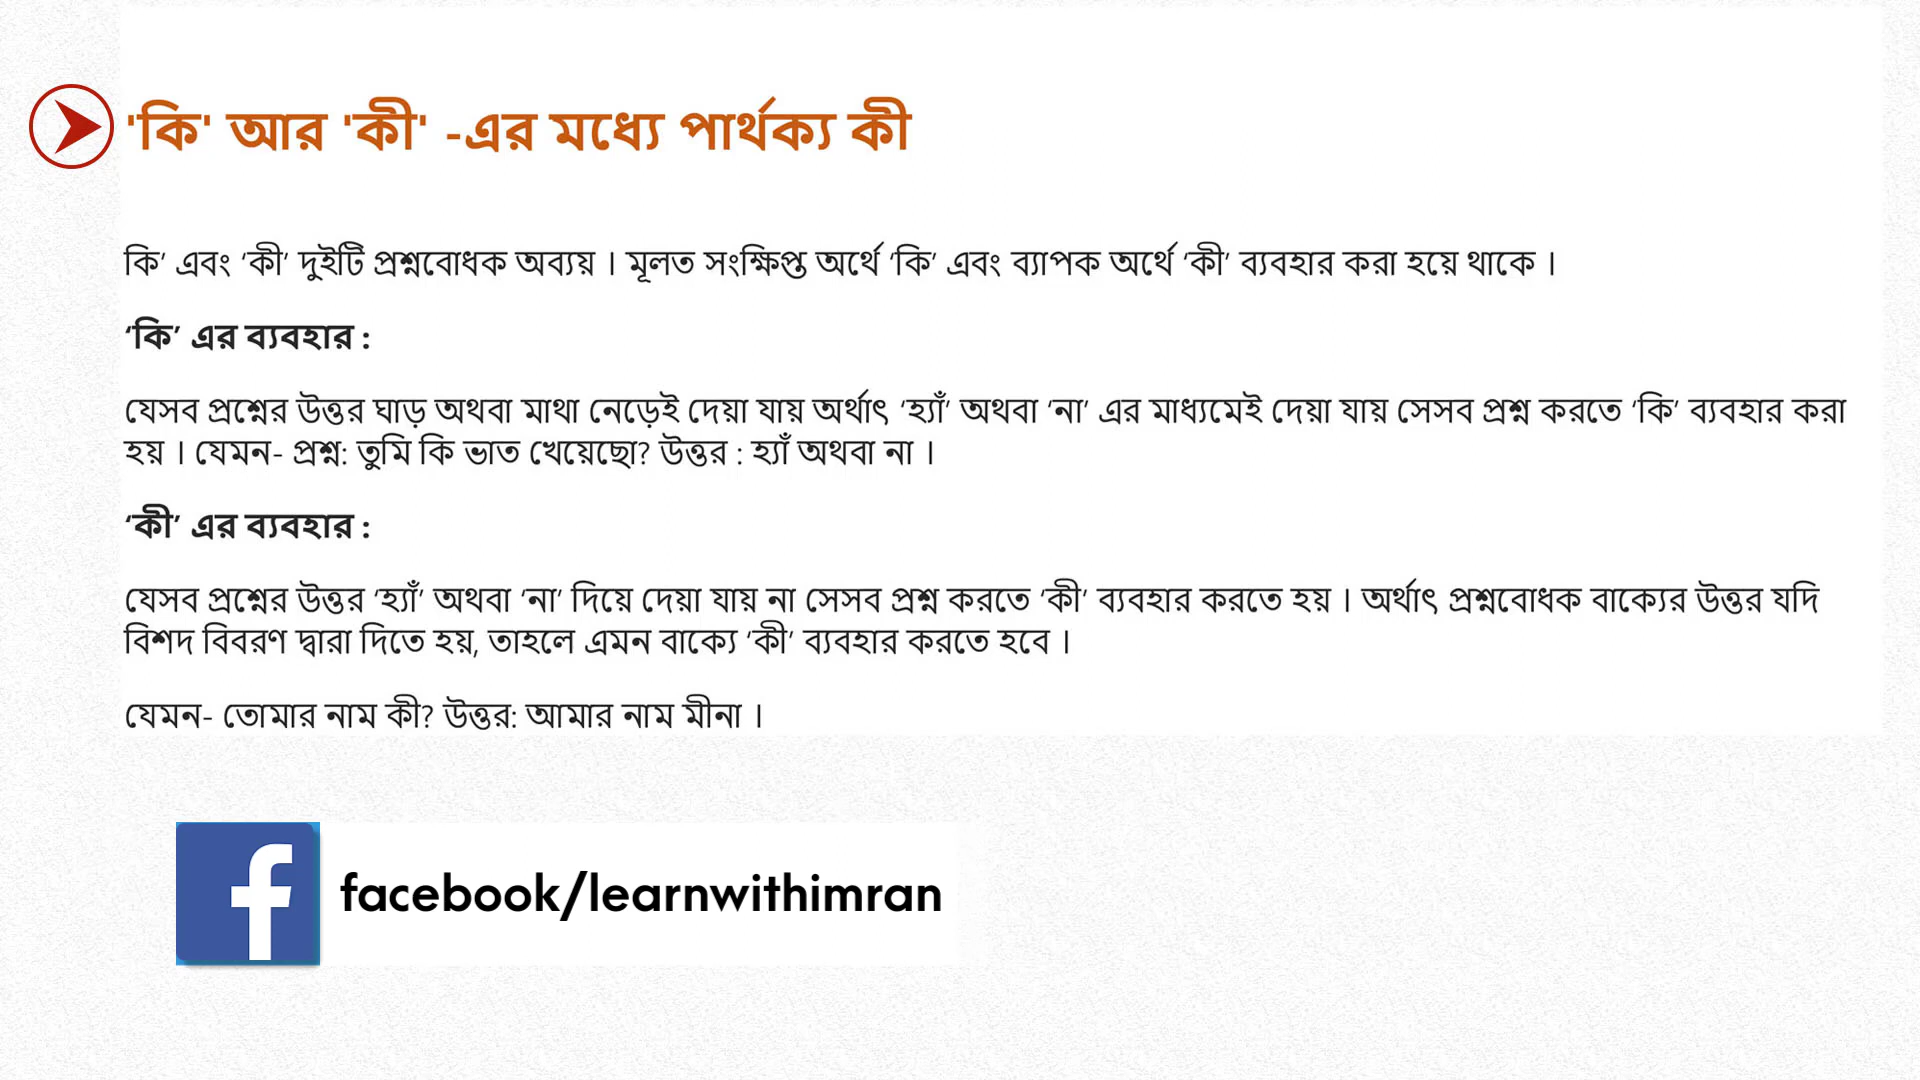 'কি' আর 'কী' -এর মধ্যে পার্থক্য কী
কি’ এবং ‘কী’ দুইটি প্রশ্নবোধক অব্যয় । মূলত সংক্ষিপ্ত অর্থে ‘কি’ এবং ব্যাপক অর্থে ‘কী’ ব্যবহার করা হয়ে থাকে ।
‘কি’ এর ব্যবহার :
যেসব প্রশ্নের উত্তর ঘাড় অথবা মাথা নেড়েই দেয়া যায় অর্থাৎ ‘হ্যাঁ’ অথবা ‘না’ এর মাধ্যমেই দেয়া যায় সেসব প্রশ্ন করতে ‘কি’ ব্যবহার করা
হয় । যেমন- প্রশ্ন: তুমি কি ভাত খেয়েছো? উত্তর : হ্যাঁ অথবা না ।
‘কী’ এর ব্যবহার :
যেসব প্রশ্নের উত্তর ‘হ্যাঁ’ অথবা ‘না’ দিয়ে দেয়া যায় না সেসব প্রশ্ন করতে ‘কী’ ব্যবহার করতে হয় । অর্থাৎ প্রশ্নবোধক বাক্যের উত্তর যদি
বিশদ বিবরণ দ্বারা দিতে হয়, তাহলে এমন বাক্যে ‘কী’ ব্যবহার করতে হবে ।
যেমন- তোমার নাম কী? উত্তর: আমার নাম মীনা ।
facebook/learnwithimran